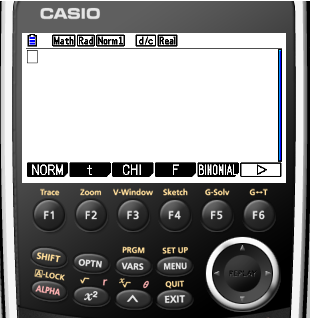 CASIO
Math Rad Norm1 d/c Real
NORM t CHI F BINOMIAL ▷
Trace Zoom V-Window Sketch G-Solv G↔T
F1 F2 F3 F4 F5 F6
PRGM SET UP
SHIFT OPTN VARS MENU
REPLAY
A-LOCK √ r ˣ√ θ QUIT
ALPHA x² ^ EXIT